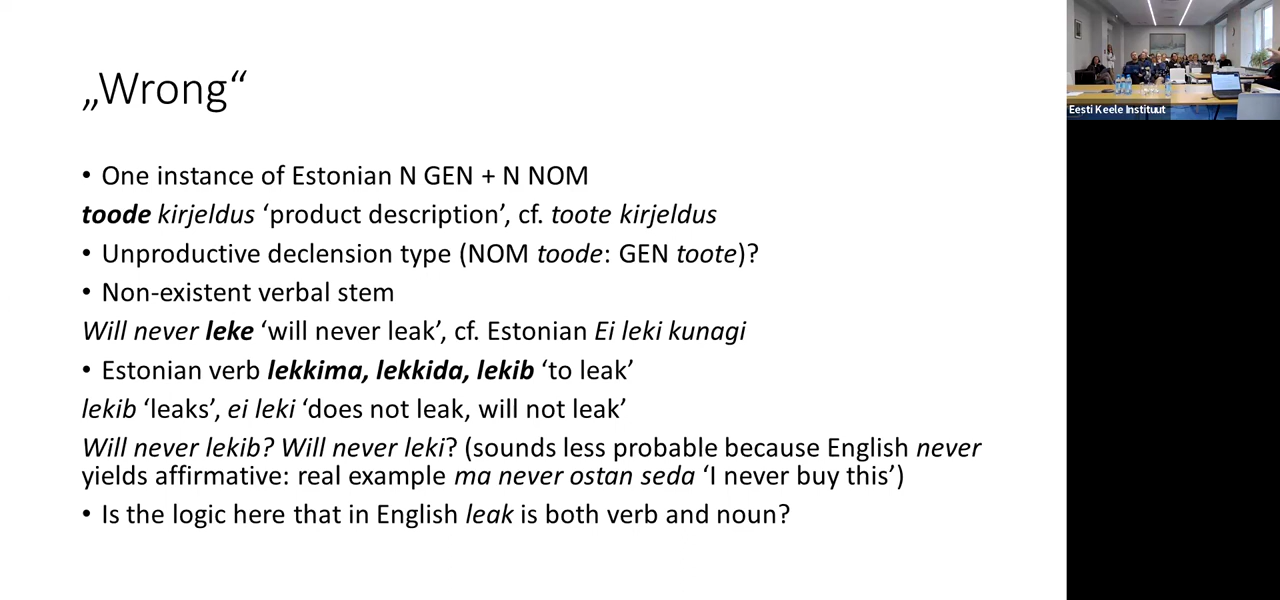 „Wrong“
• One instance of Estonian N GEN + N NOM
toode kirjeldus ‘product description’, cf. toote kirjeldus
• Unproductive declension type (NOM toode: GEN toote)?
• Non-existent verbal stem
Will never leke ‘will never leak’, cf. Estonian Ei leki kunagi
• Estonian verb lekkima, lekkida, lekib ‘to leak’
lekib ‘leaks’, ei leki ‘does not leak, will not leak’
Will never lekib? Will never leki? (sounds less probable because English never
yields affirmative: real example ma never ostan seda ‘I never buy this’)
• Is the logic here that in English leak is both verb and noun?
Eesti Keele Instituut